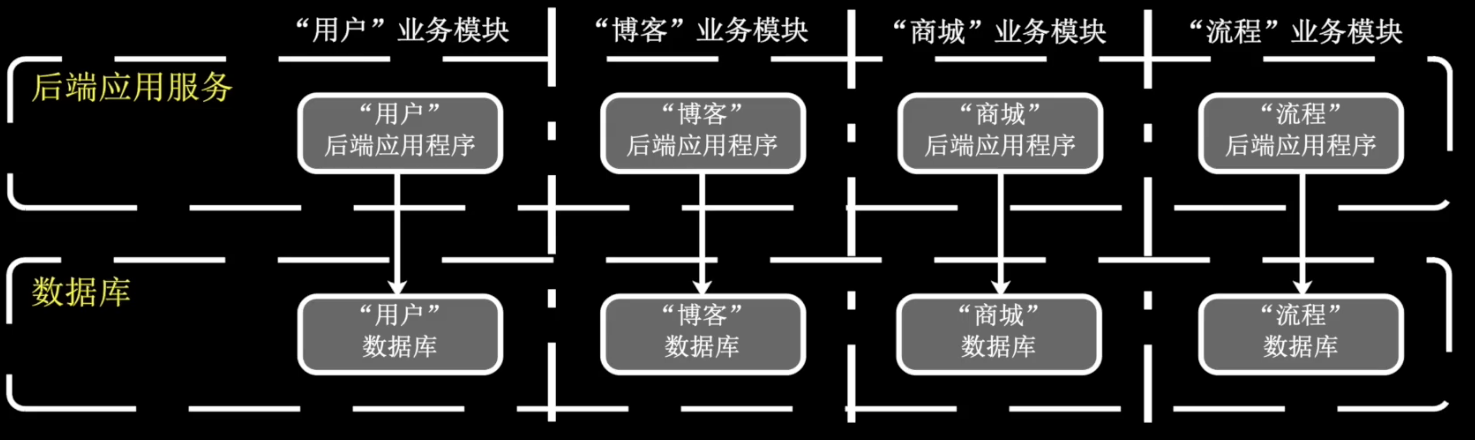 “用户”业务模块
“博客”业务模块
“商城”业务模块
“流程”业务模块
后端应用服务
“用户”
后端应用程序
“博客”
后端应用程序
“商城”
后端应用程序
“流程”
后端应用程序
数据库
“用户”
数据库
“博客”
数据库
“商城”
数据库
“流程”
数据库